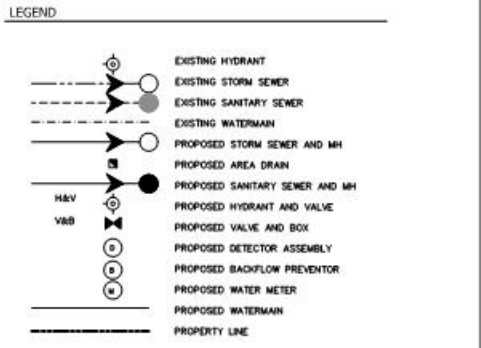 LEGEND
EXISTING HYDRANT
EXISTING STORM SEWER
EXISTING SANITARY SEWER
EXISTING WATERMAIN
PROPOSED STORM SEWER AND MH
PROPOSED AREA DRAIN
PROPOSED SANITARY SEWER AND MH
H&V PROPOSED HYDRANT AND VALVE
V&B PROPOSED VALVE AND BOX
D PROPOSED DETECTOR ASSEMBLY
B PROPOSED BACKFLOW PREVENTOR
M PROPOSED WATER METER
PROPOSED WATERMAIN
PROPERTY LINE